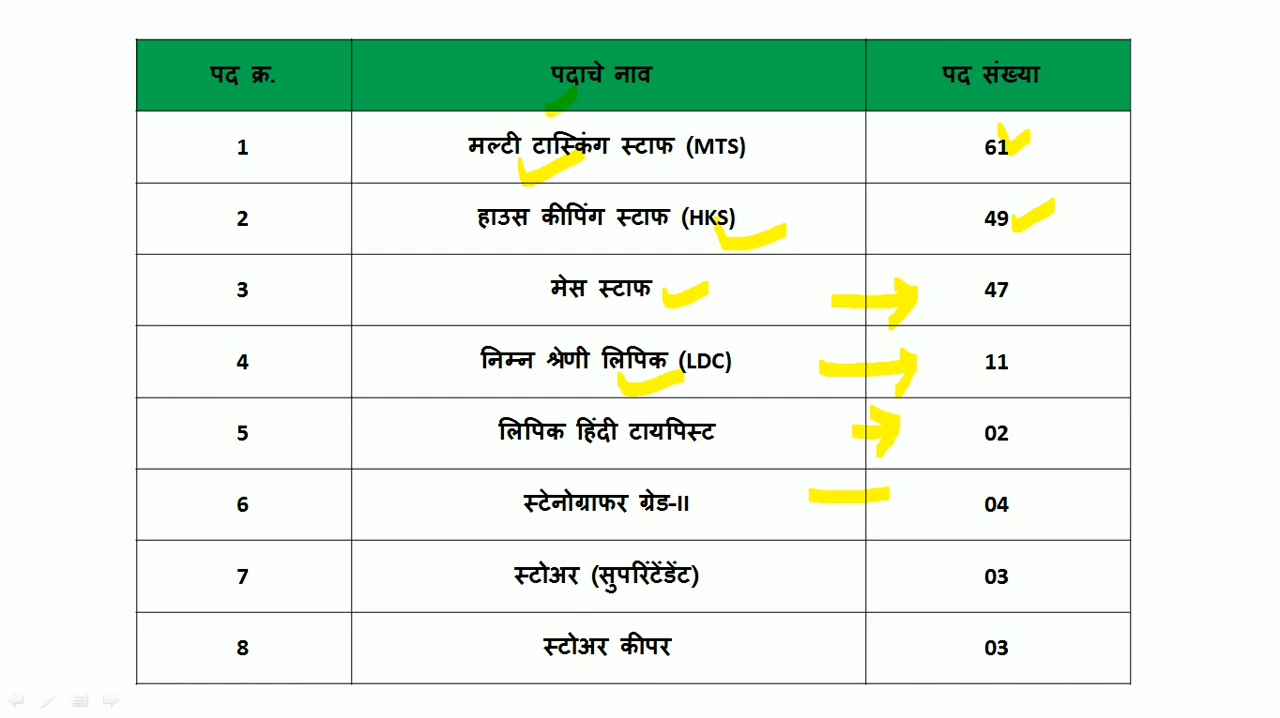 पद क्र. पदाचे नाव पद संख्या
1 मल्टी टास्किंग स्टाफ (MTS) 61
2 हाउस कीपिंग स्टाफ (HKS) 49
3 मेस स्टाफ 47
4 निम्न श्रेणी लिपिक (LDC) 11
5 लिपिक हिंदी टायपिस्ट 02
6 स्टेनोग्राफर ग्रेड-II 04
7 स्टोअर (सुपरिंटेंडेंट) 03
8 स्टोअर कीपर 03